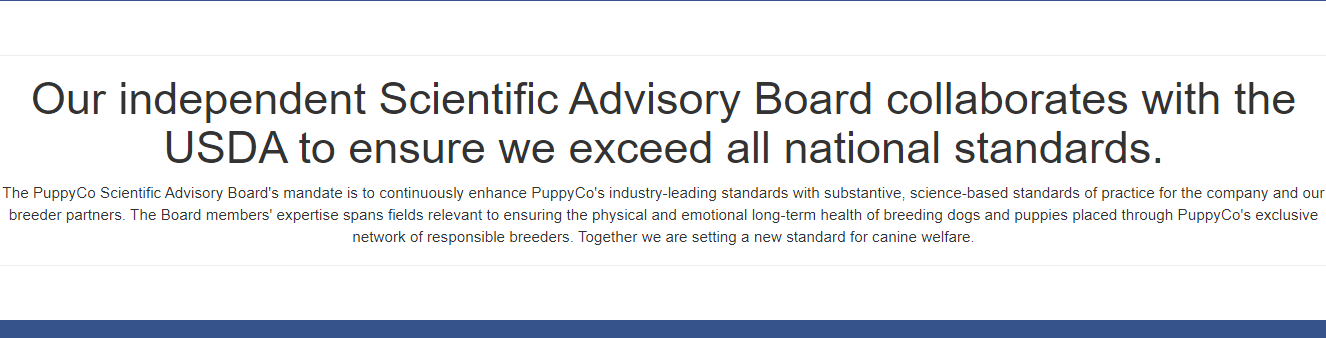 Our independent Scientific Advisory Board collaborates with the
USDA to ensure we exceed all national standards.
The PuppyCo Scientific Advisory Board's mandate is to continuously enhance PuppyCo's industry-leading standards with substantive, science-based standards of practice for the company and our
breeder partners. The Board members' expertise spans fields relevant to ensuring the physical and emotional long-term health of breeding dogs and puppies placed through PuppyCo's exclusive
network of responsible breeders. Together we are setting a new standard for canine welfare.